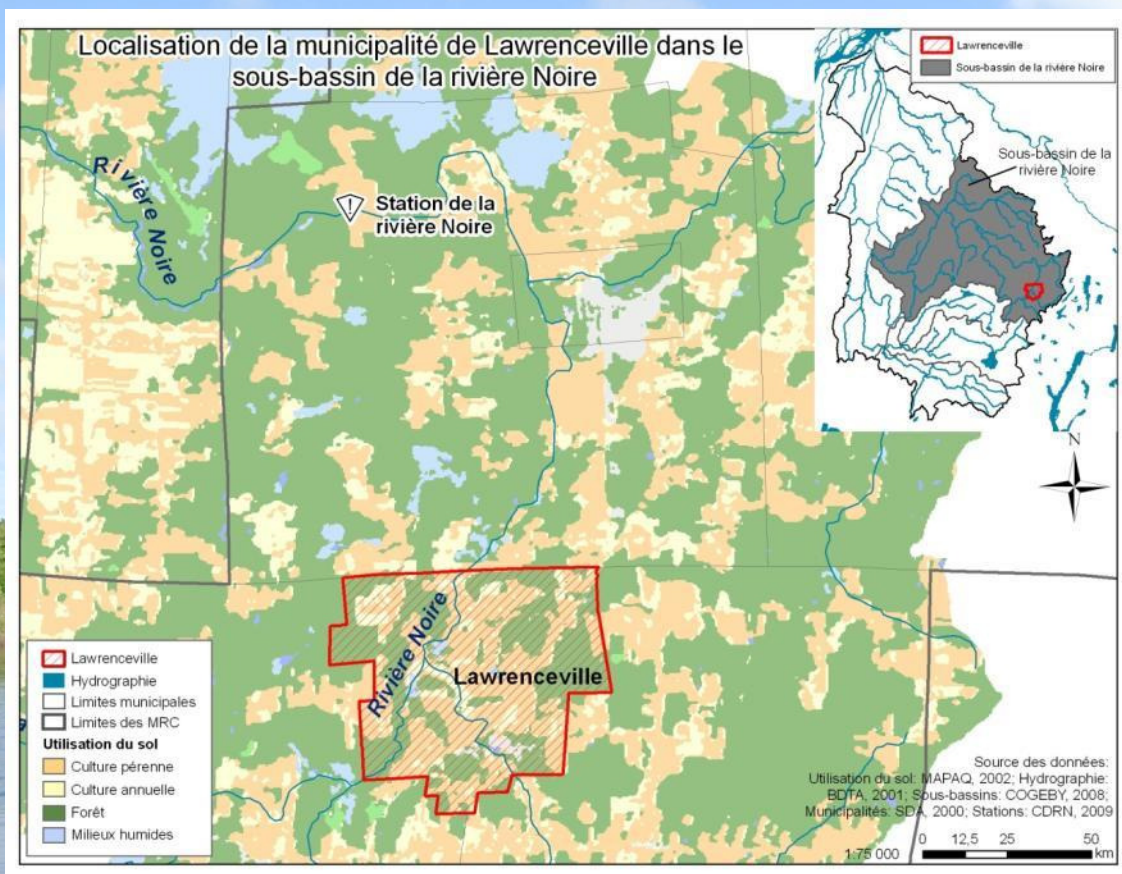 Localisation de la municipalité de Lawrenceville dans le
sous-bassin de la rivière Noire
Lawrenceville
Sous-bassin de la rivière Noire
Sous-bassin de la
rivière Noire
Rivière Noire
Station de la
rivière Noire
N
Rivière Noire
Lawrenceville
Lawrenceville
Hydrographie
Limites municipales
Limites des MRC
Utilisation du sol
Culture pérenne
Culture annuelle
Forêt
Milieux humides
Source des données:
Utilisation du sol: MAPAQ, 2002; Hydrographie:
BDTA, 2001; Sous-bassins: COGEBY, 2008;
Municipalités: SDA, 2000; Stations: CDRN, 2009
0 12,5 25 50
1:75 000 km